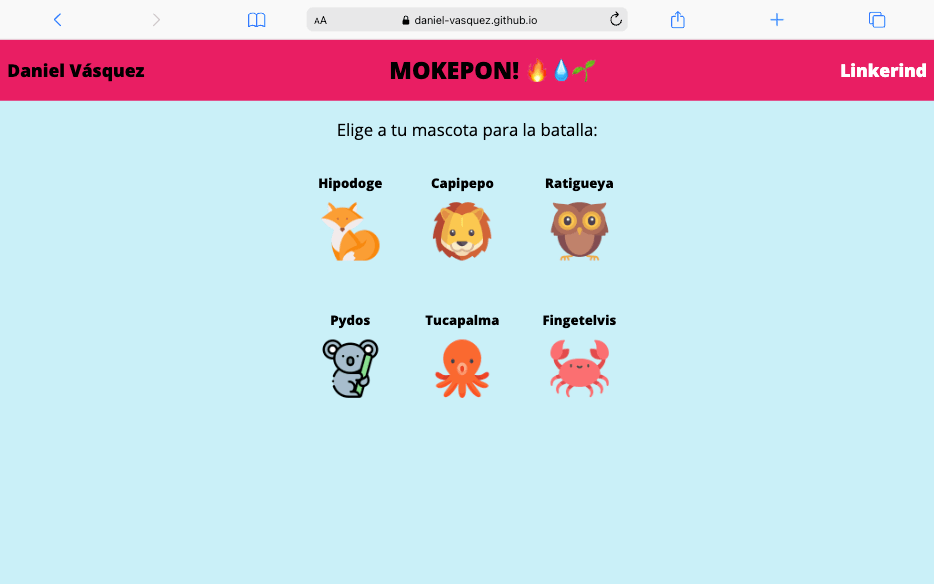 AA daniel-vasquez.github.io
Daniel Vásquez MOKEPON! 🔥💧🌱 Linkerind
Elige a tu mascota para la batalla:
Hipodoge Capipepo Ratigueya
Pydos Tucapalma Fingetelvis